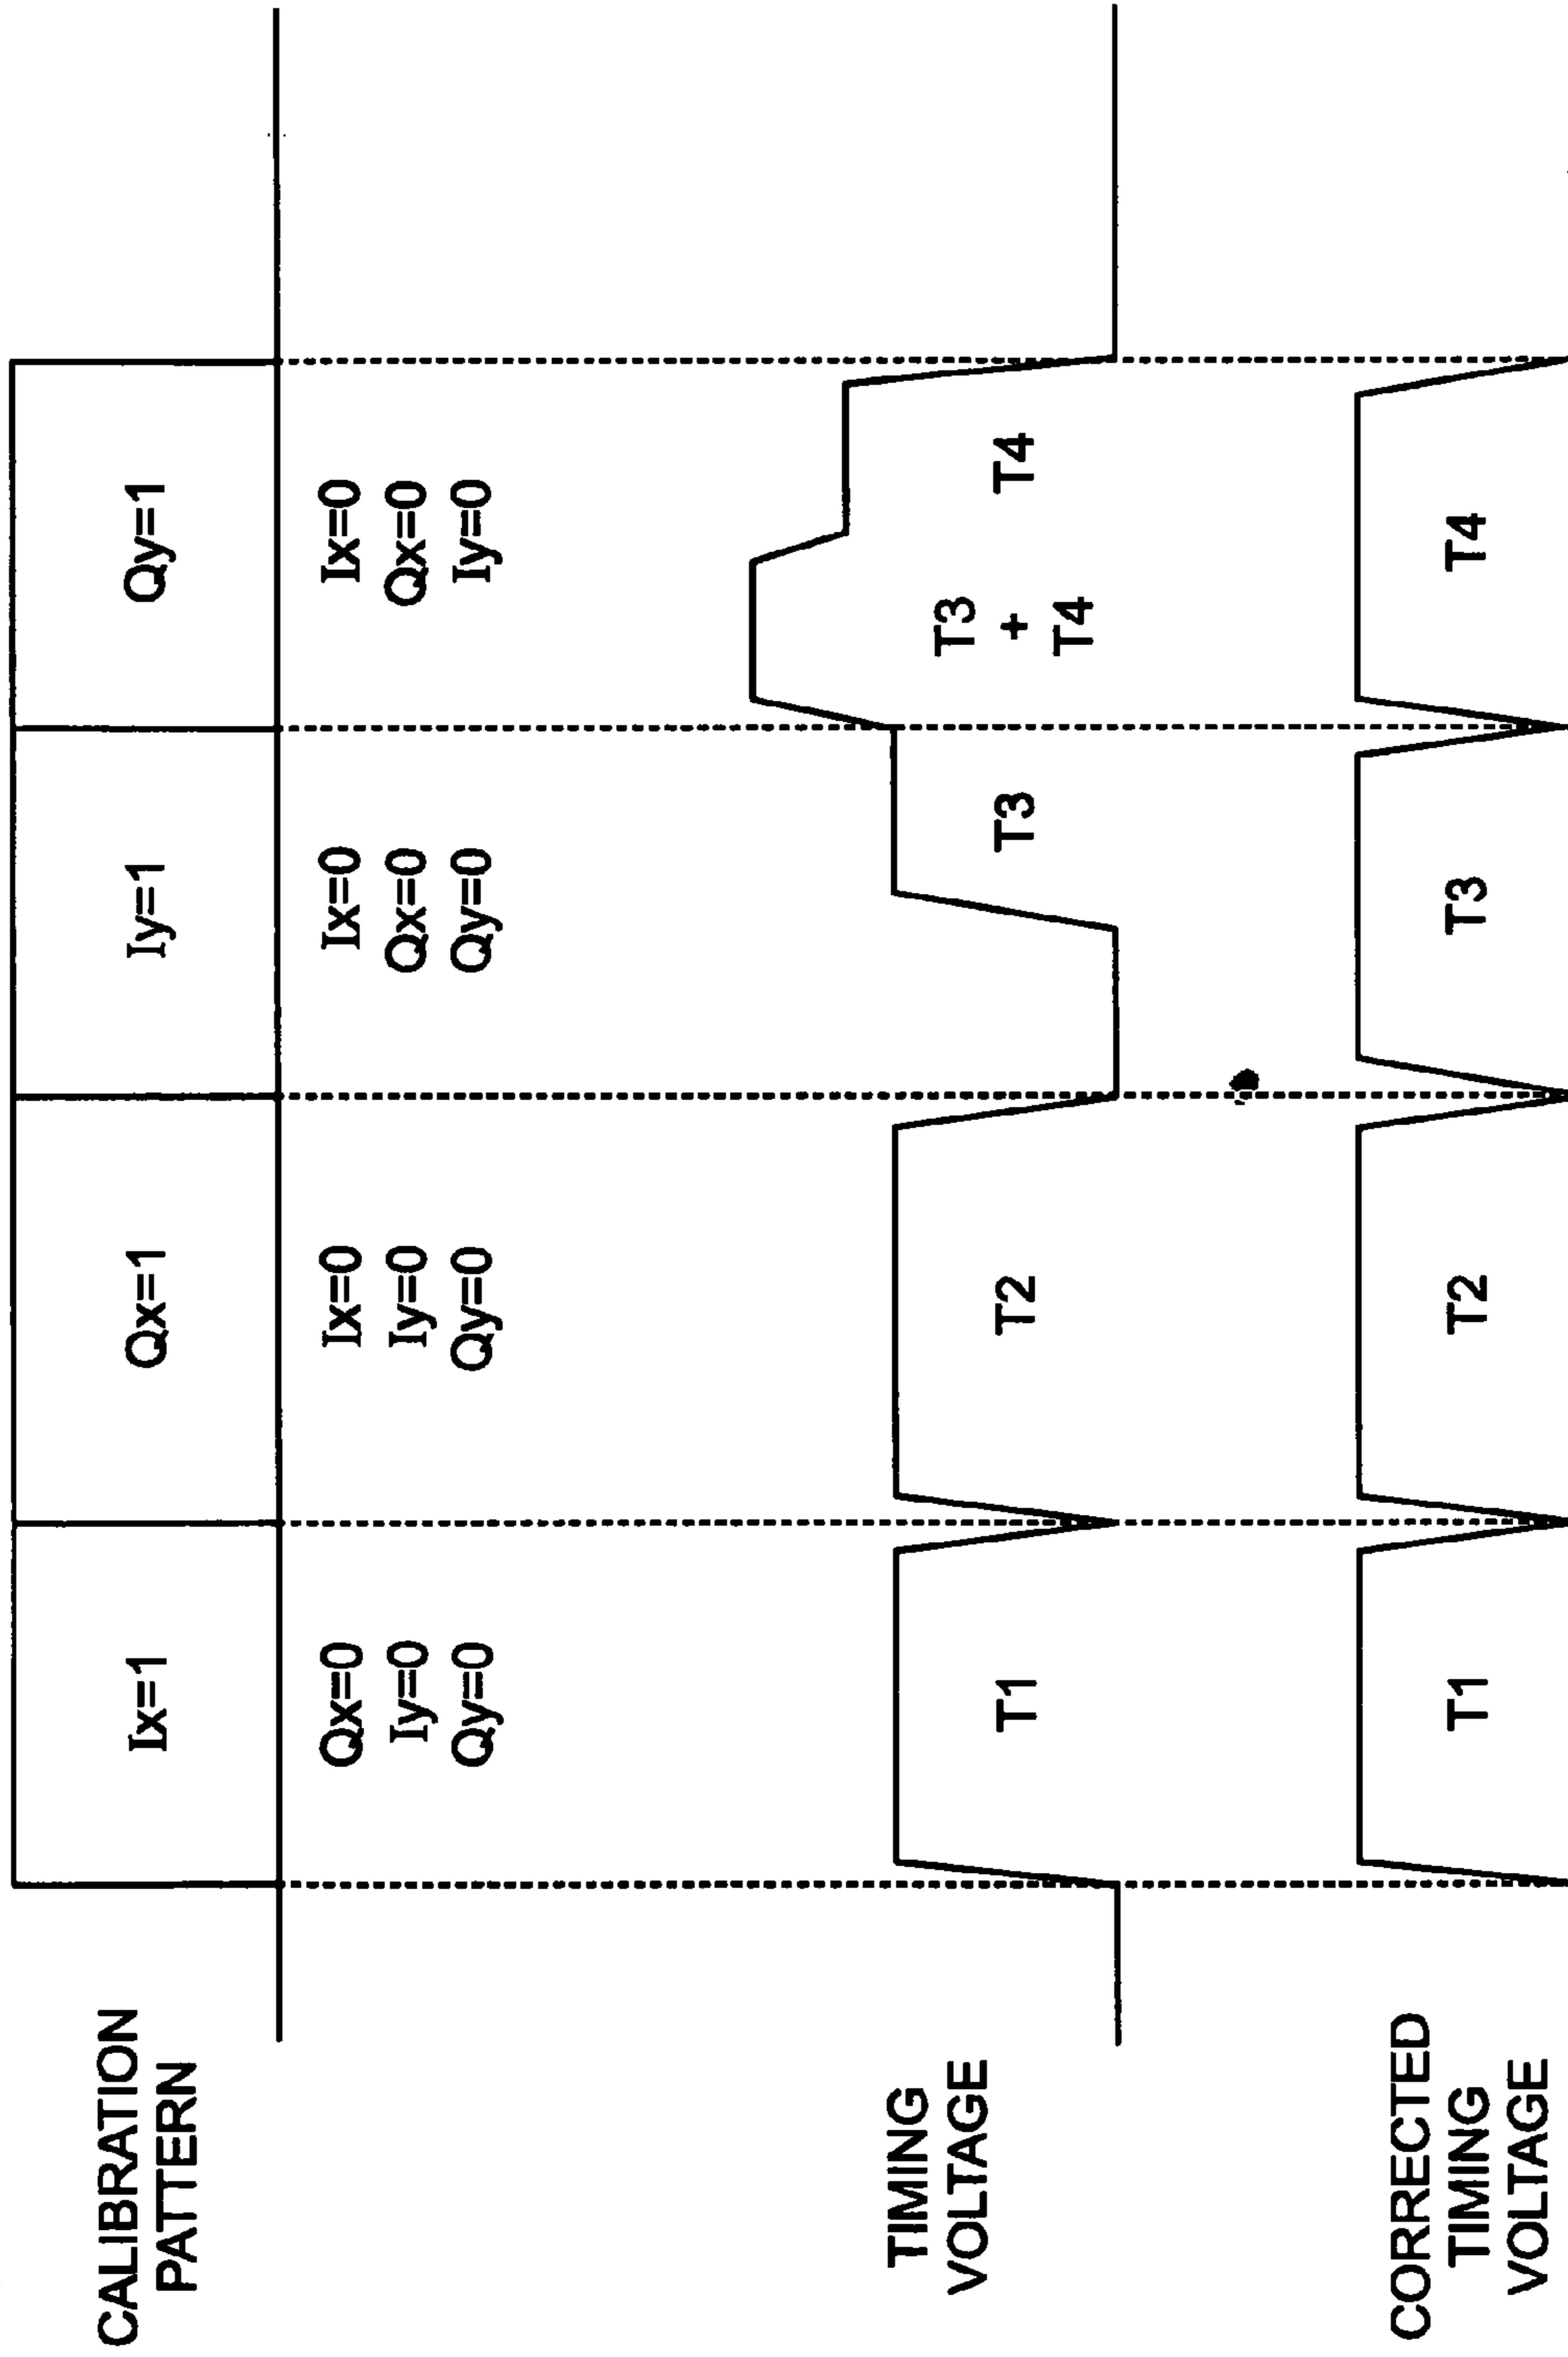 CALIBRATION
PATTERN
Ix=1
Qx=1
Iy=1
Qy=1
Qx=0
Iy=0
Qy=0
Ix=0
Iy=0
Qy=0
Ix=0
Qx=0
Qy=0
Ix=0
Qx=0
Iy=0
TIMING
VOLTAGE
T1
T2
T3
T3
+
T4
T4
CORRECTED
TIMING
VOLTAGE
T1
T2
T3
T4